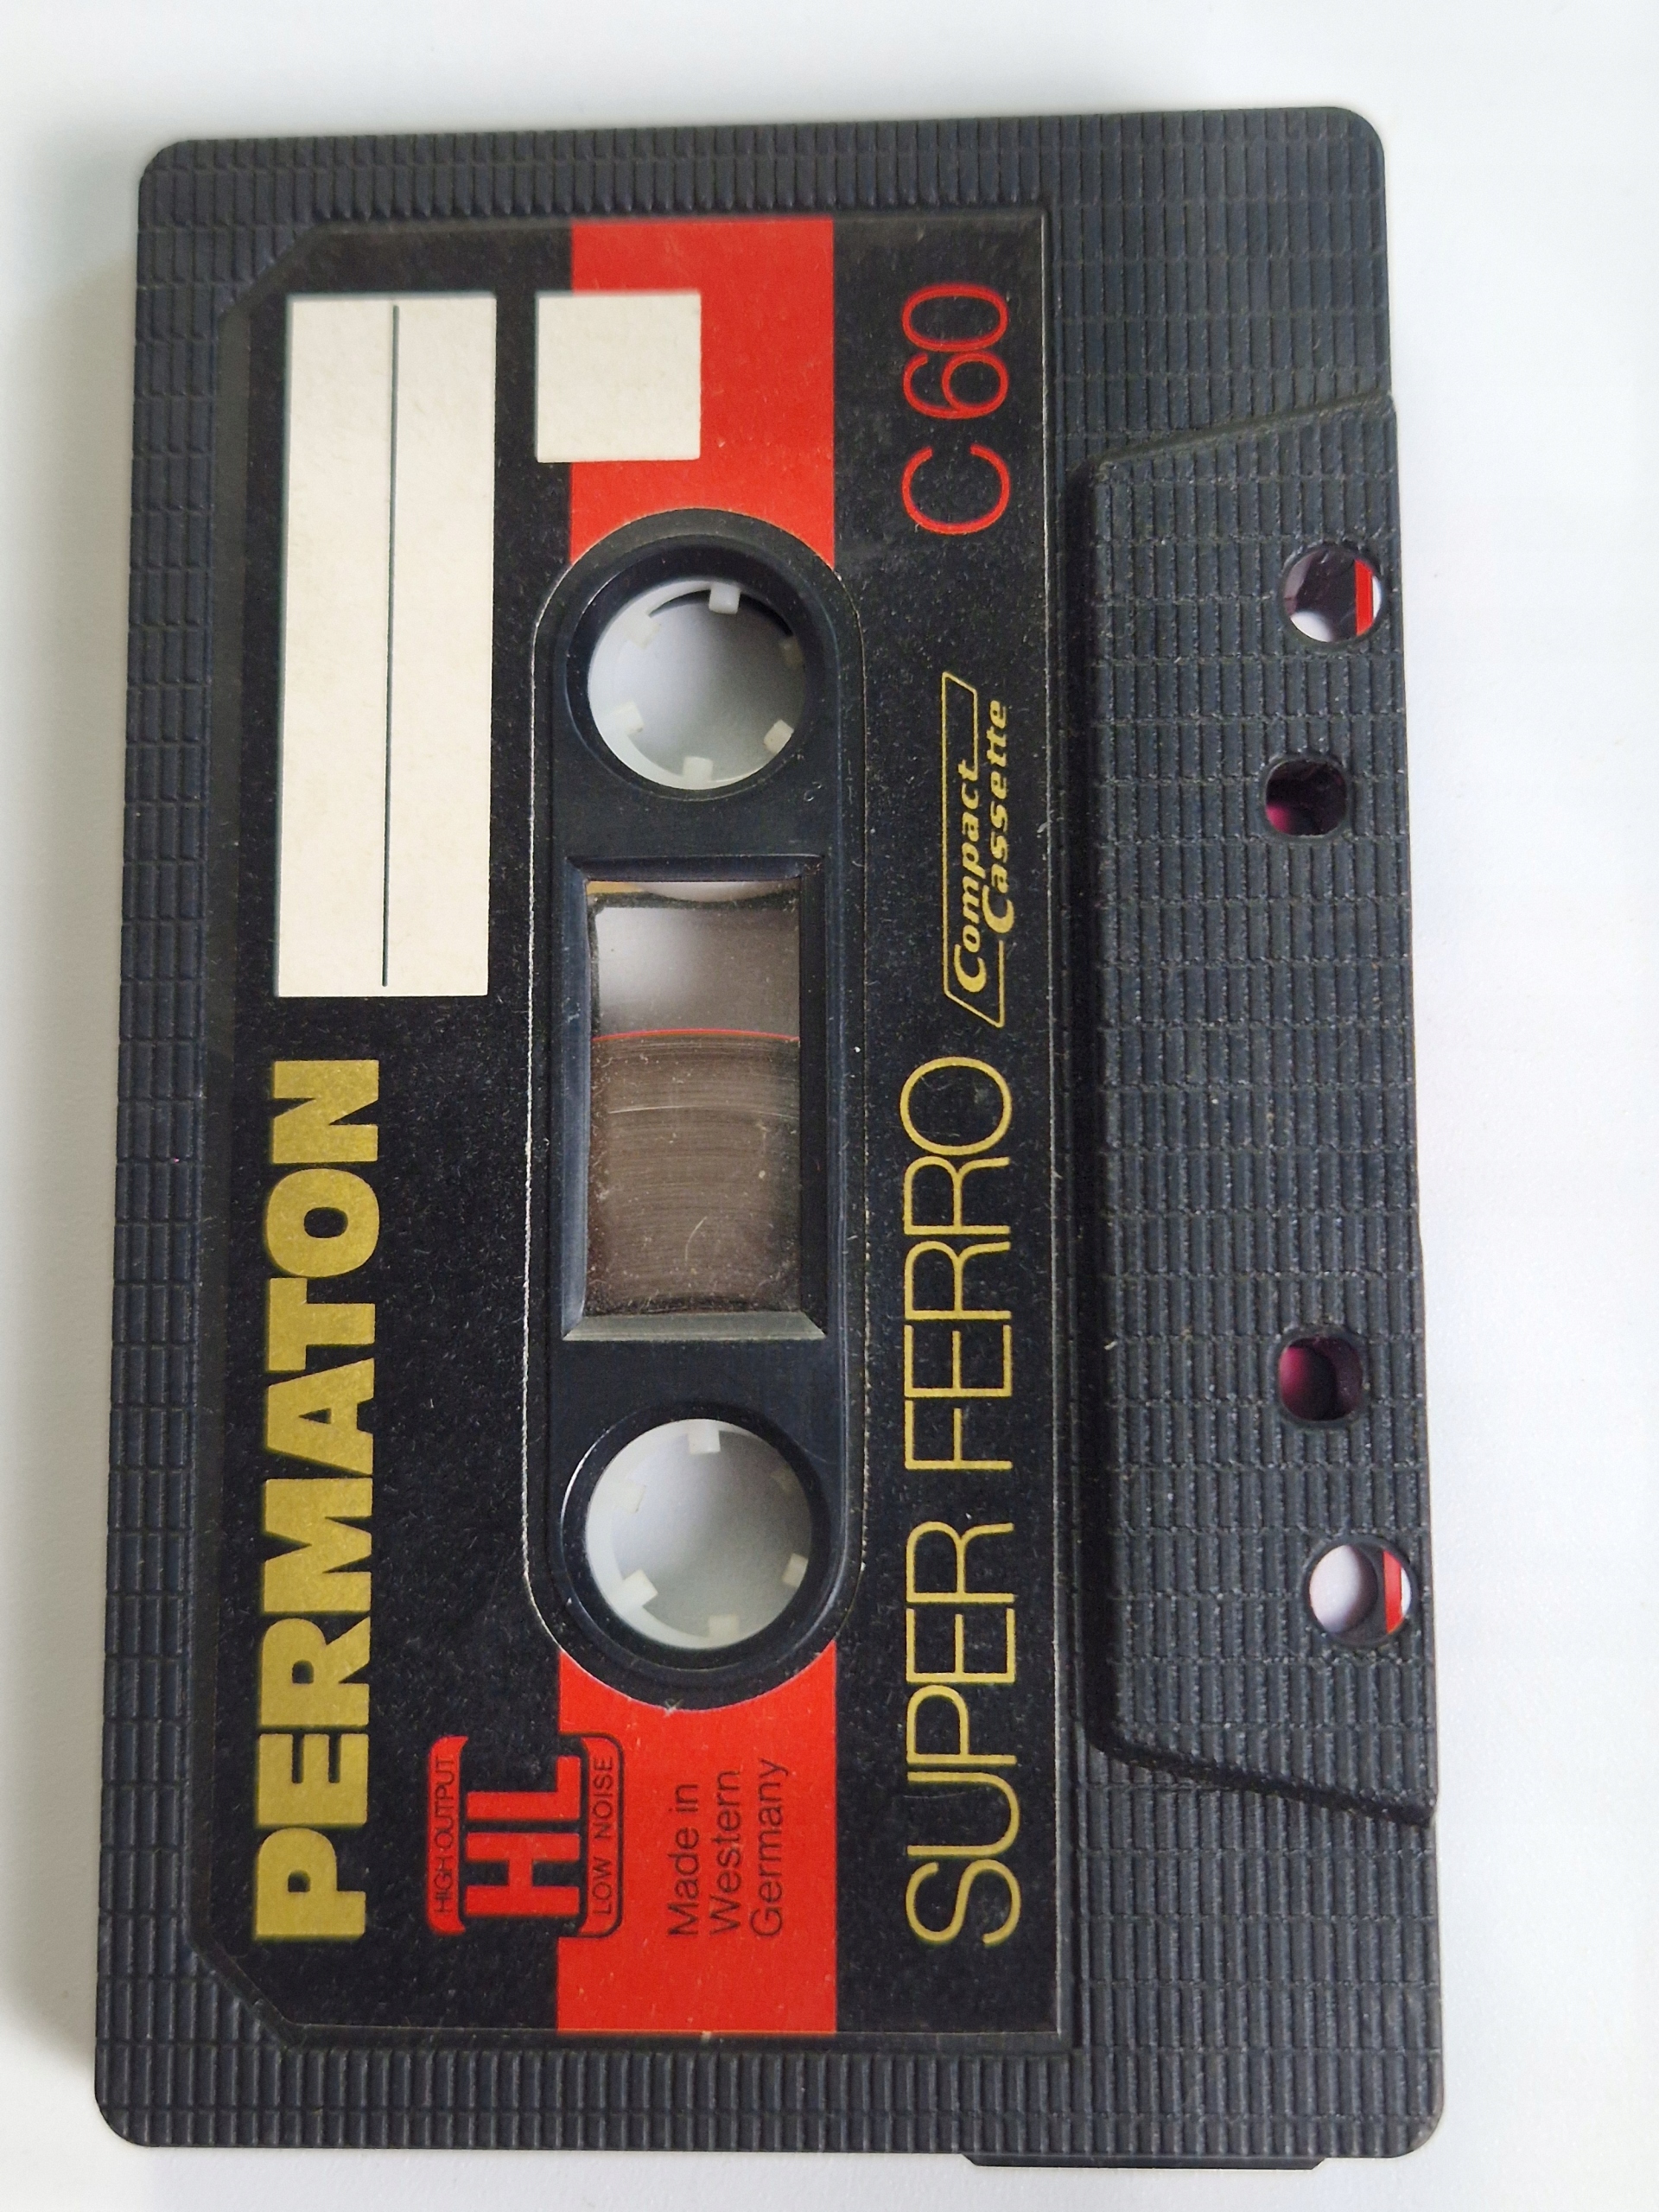 PERMATON
HIGH OUTPUT
HL
LOW NOISE
Made in
Western
Germany
SUPER FERRO
Compact
Cassette
C 60